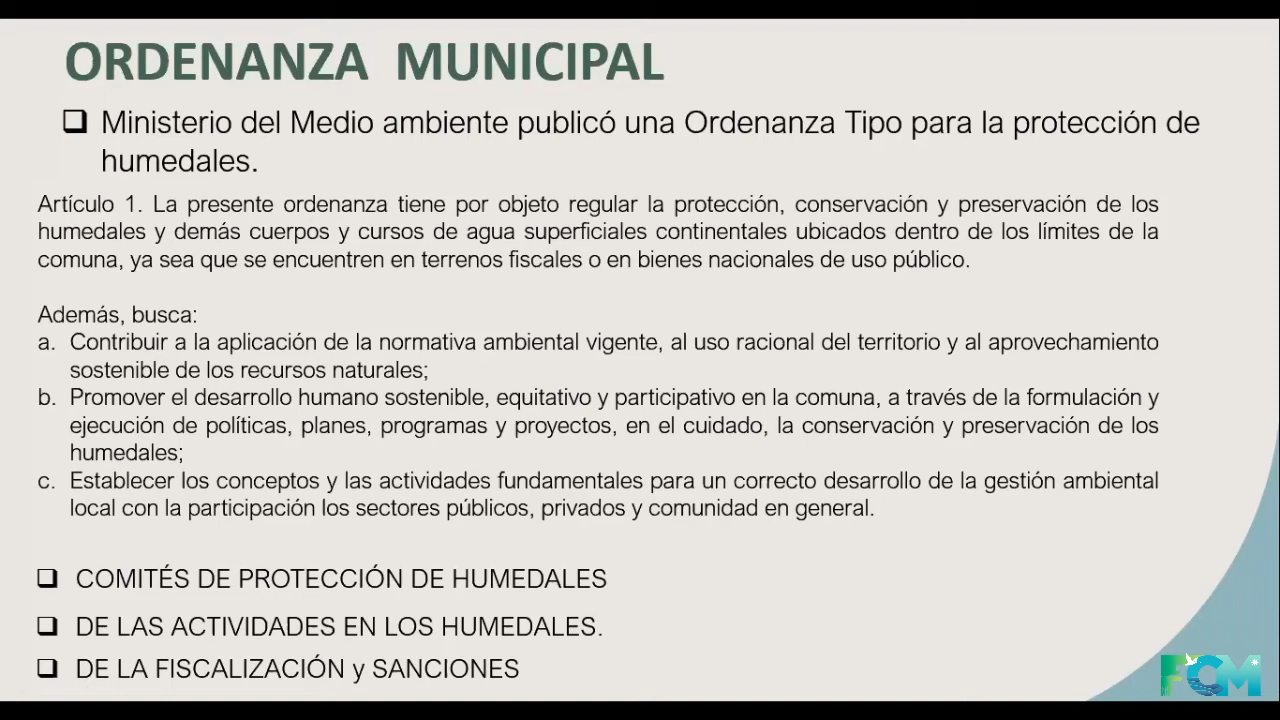 ORDENANZA MUNICIPAL
❑ Ministerio del Medio ambiente publicó una Ordenanza Tipo para la protección de
humedales.
Artículo 1. La presente ordenanza tiene por objeto regular la protección, conservación y preservación de los
humedales y demás cuerpos y cursos de agua superficiales continentales ubicados dentro de los límites de la
comuna, ya sea que se encuentren en terrenos fiscales o en bienes nacionales de uso público.
Además, busca:
a. Contribuir a la aplicación de la normativa ambiental vigente, al uso racional del territorio y al aprovechamiento
sostenible de los recursos naturales;
b. Promover el desarrollo humano sostenible, equitativo y participativo en la comuna, a través de la formulación y
ejecución de políticas, planes, programas y proyectos, en el cuidado, la conservación y preservación de los
humedales;
c. Establecer los conceptos y las actividades fundamentales para un correcto desarrollo de la gestión ambiental
local con la participación los sectores públicos, privados y comunidad en general.
❑ COMITÉS DE PROTECCIÓN DE HUMEDALES
❑ DE LAS ACTIVIDADES EN LOS HUMEDALES.
❑ DE LA FISCALIZACIÓN y SANCIONES
FCM